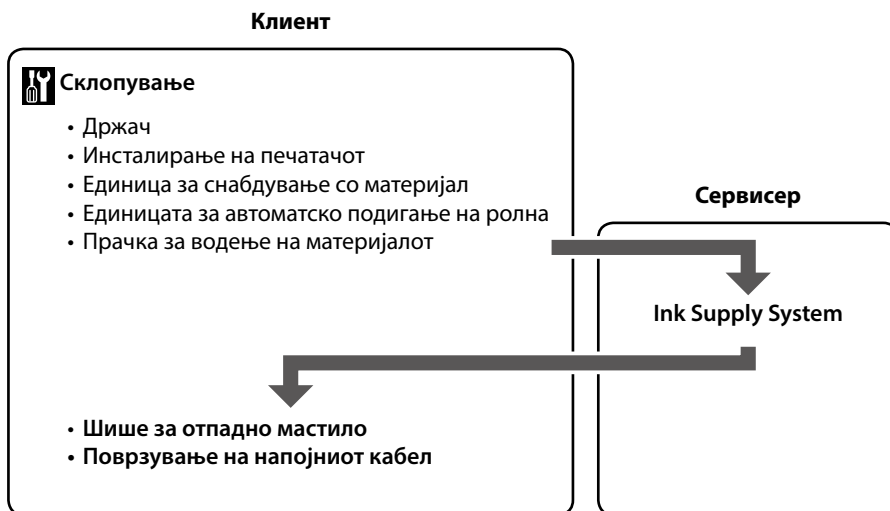 Клиент
Склопување
• Држач
• Инсталирање на печатачот
• Единица за снабдување со материјал
• Единицата за автоматско подигање на ролна
• Прачка за водење на материјалот
Сервисер
Ink Supply System
• Шише за отпадно мастило
• Поврзување на напојниот кабел